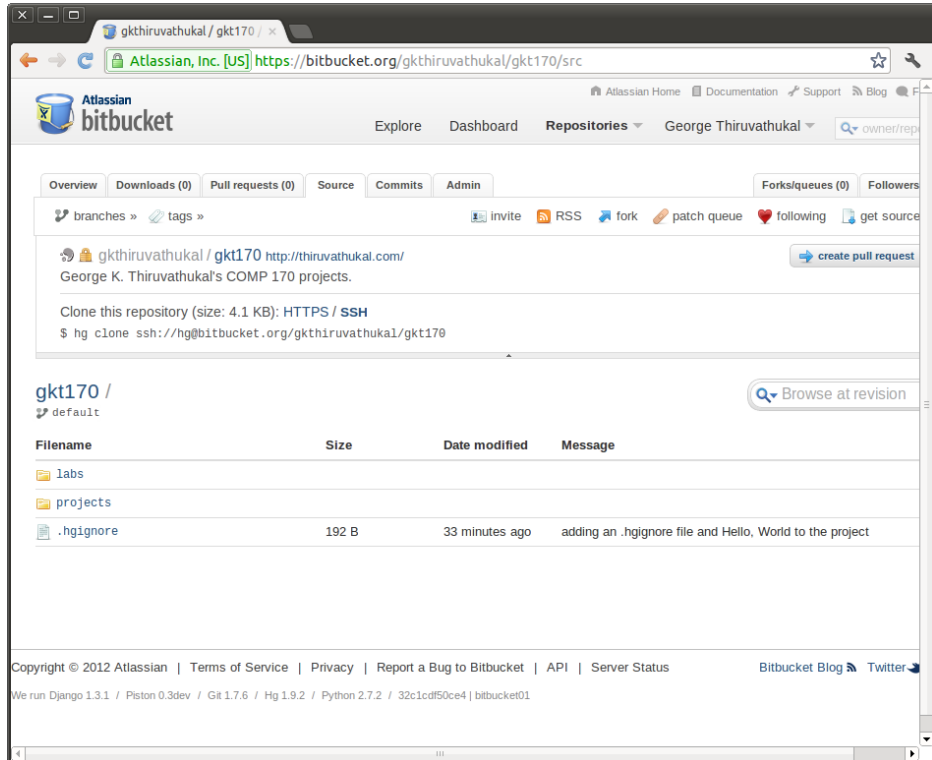 gkthiruvathukal / gkt170 /
Atlassian, Inc. [US] https://bitbucket.org/gkthiruvathukal/gkt170/src
Atlassian Home Documentation Support Blog F
Atlassian
bitbucket
Explore Dashboard Repositories George Thiruvathukal owner/repo
Overview Downloads (0) Pull requests (0) Source Commits Admin Forks/queues (0) Followers
branches » tags » invite RSS fork patch queue following get source
gkthiruvathukal / gkt170 http://thiruvathukal.com/ create pull request
George K. Thiruvathukal's COMP 170 projects.
Clone this repository (size: 4.1 KB): HTTPS / SSH
$ hg clone ssh://hg@bitbucket.org/gkthiruvathukal/gkt170
gkt170 / Browse at revision
default
Filename Size Date modified Message
labs
projects
.hgignore 192 B 33 minutes ago adding an .hgignore file and Hello, World to the project
Copyright © 2012 Atlassian | Terms of Service | Privacy | Report a Bug to Bitbucket | API | Server Status Bitbucket Blog Twitter
We run Django 1.3.1 / Piston 0.3dev / Git 1.7.6 / Hg 1.9.2 / Python 2.7.2 / 32c1cdf50ce4 | bitbucket01